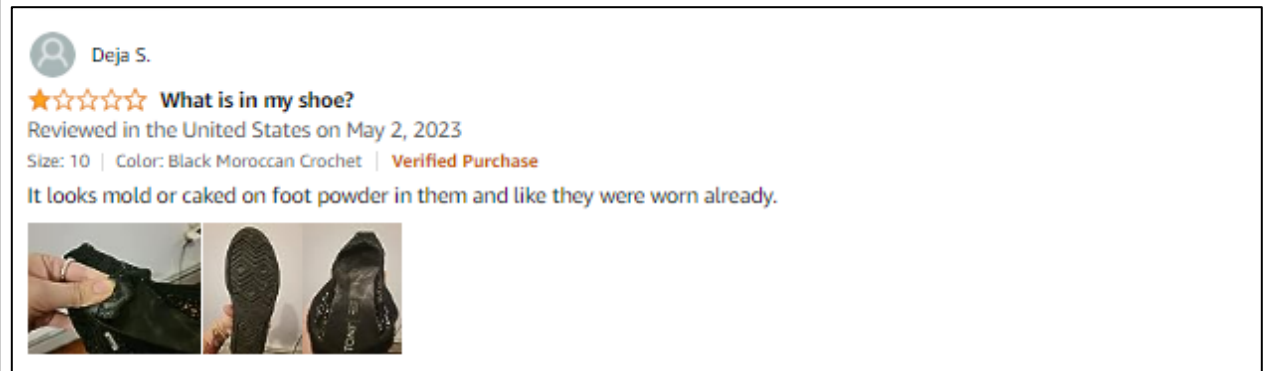 Deja S.
What is in my shoe?
Reviewed in the United States on May 2, 2023
Size: 10 | Color: Black Moroccan Crochet | Verified Purchase
It looks mold or caked on foot powder in them and like they were worn already.